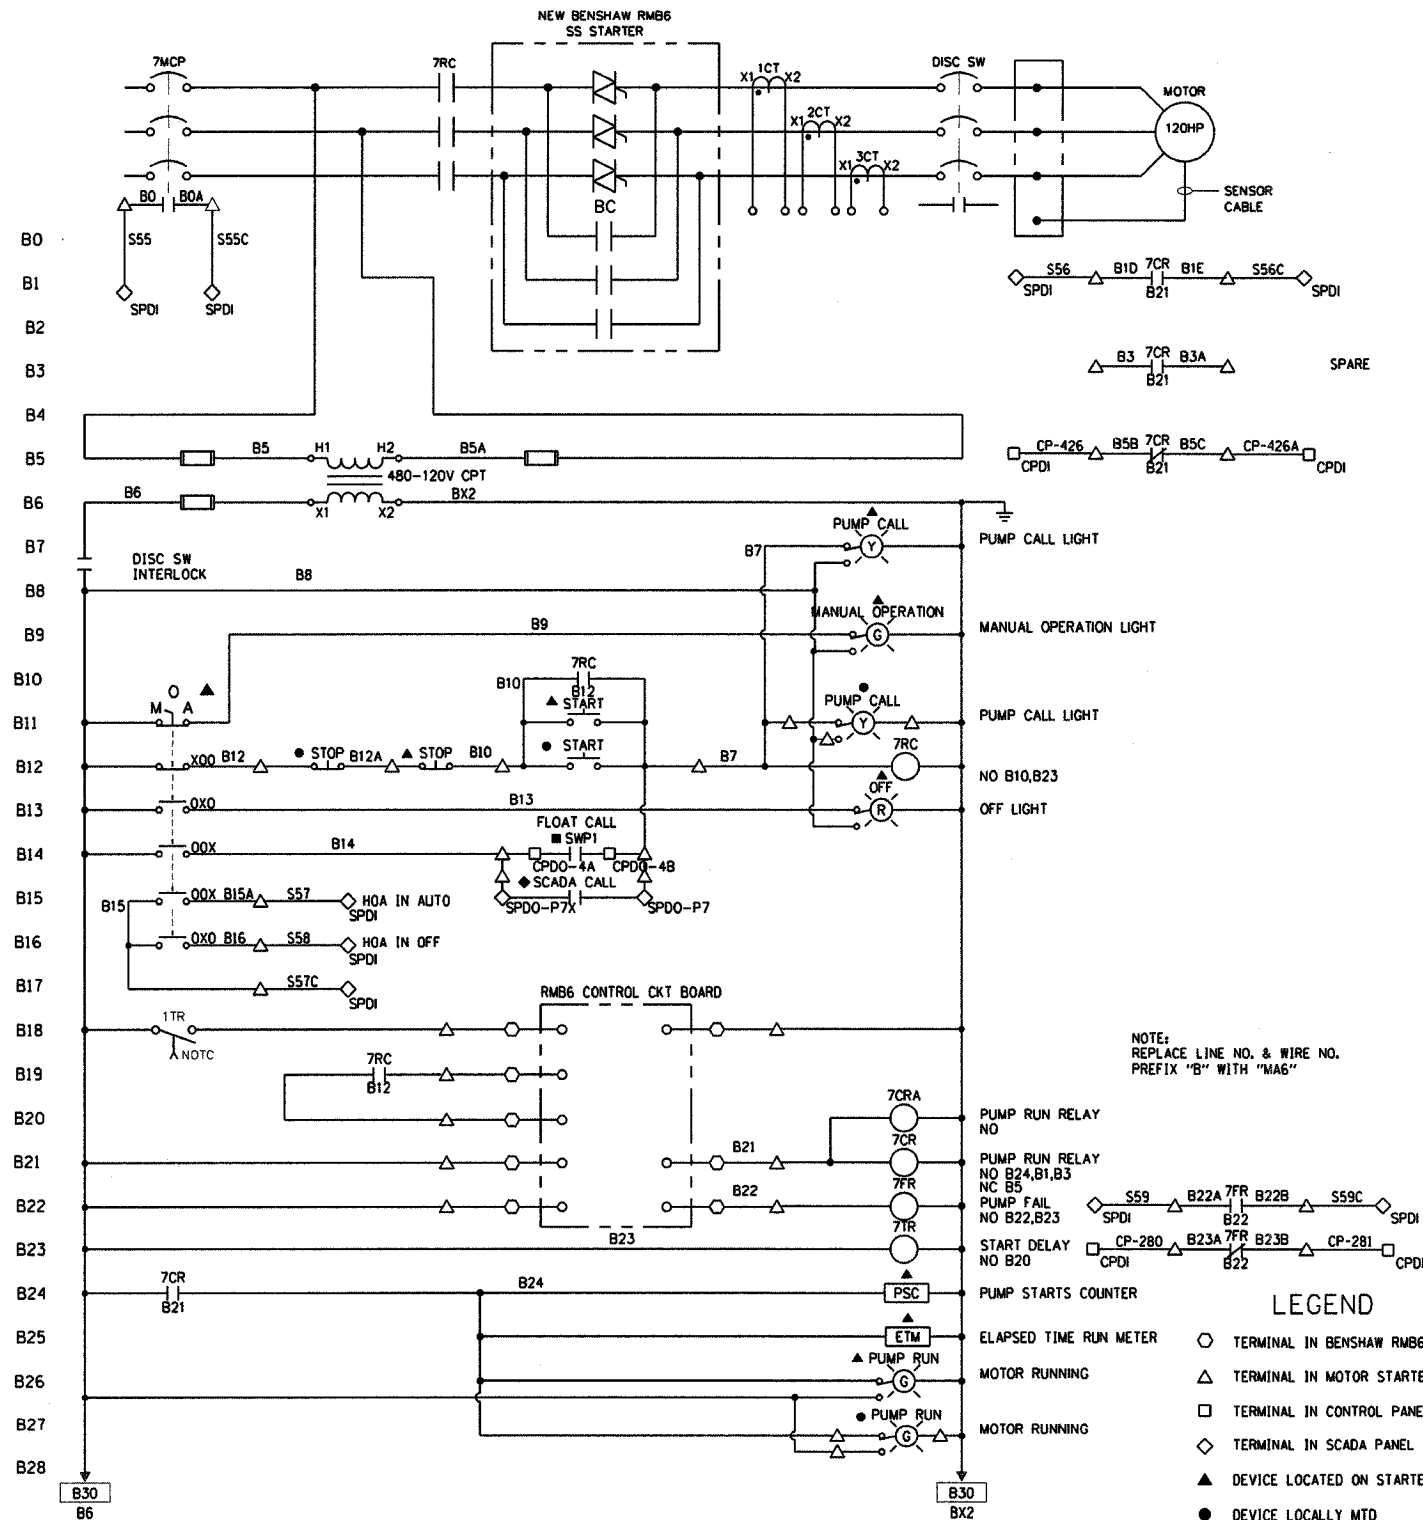 NEW BENSHAW RMB6
SS STARTER
7MCP
7RC
X1 1CT X2
DISC SW
MOTOR
X1 2CT X2
120HP
X1 3CT X2
SENSOR
CABLE
BC
B0 B0A
B0 S55 S55C
S56 B1D 7CR B1E S56C
B1 SPDI B21 SPDI
SPDI SPDI
B2
B3 B3 7CR B3A SPARE
B21
B4
CP-426 B5B 7CR B5C CP-426A
B5 B5 H1 H2 B5A CPDI B21 CPDI
480-120V CPT
B6 B6 BX2
X1 X2
PUMP CALL
B7 B7 Y PUMP CALL LIGHT
DISC SW
INTERLOCK
B8 B8
MANUAL OPERATION
B9 B9 G MANUAL OPERATION LIGHT
B10 B10 7RC
B12
O START PUMP CALL
B11 M A Y PUMP CALL LIGHT
START 7RC
B12 X00 B12 STOP B12A STOP B10 B7 NO B10,B23
OFF
B13 0X0 B13 R OFF LIGHT
FLOAT CALL
SWP1
B14 00X B14 CPDO-4A CPDO-4B
SCADA CALL
B15 B15 00X B15A S57 HOA IN AUTO SPDO-P7X SPDO-P7
SPDI
B16 0X0 B16 S58 HOA IN OFF
SPDI
B17 S57C
SPDI
RMB6 CONTROL CKT BOARD
B18 1TR
NOTC
NOTE:
REPLACE LINE NO. & WIRE NO.
PREFIX "B" WITH "MA6"
B19 7RC
B12
7CRA
B20 PUMP RUN RELAY
NO
7CR
B21 B21 PUMP RUN RELAY
NO B24,B1,B3
NC B5
7FR
B22 B22 PUMP FAIL
NO B22,B23
S59 B22A 7FR B22B S59C
SPDI B22 SPDI
7TR
B23 B23 START DELAY
NO B20
CP-280 B23A 7FR B23B CP-281
CPDI B22 CPDI
B24 7CR B24 PSC PUMP STARTS COUNTER
B21
LEGEND
B25 ETM ELAPSED TIME RUN METER
TERMINAL IN BENSHAW RMB6
PUMP RUN
B26 G MOTOR RUNNING
TERMINAL IN MOTOR STARTE
TERMINAL IN CONTROL PANE
PUMP RUN
B27 G MOTOR RUNNING
TERMINAL IN SCADA PANEL
B28
DEVICE LOCATED ON STARTE
B30 B30
B6 BX2
DEVICE LOCALLY MTD